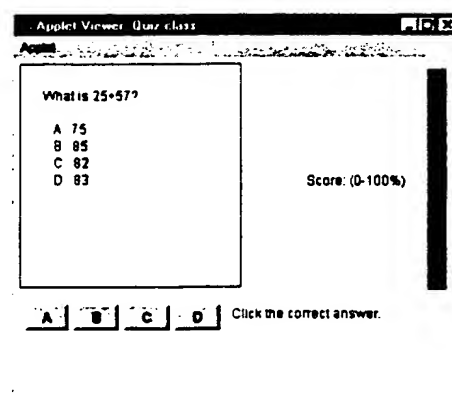 Applet Viewer: Quiz.class
Applet
What is 25+57?
A 75
B 85
C 82
D 83
Score: (0-100%)
A B C D Click the correct answer.